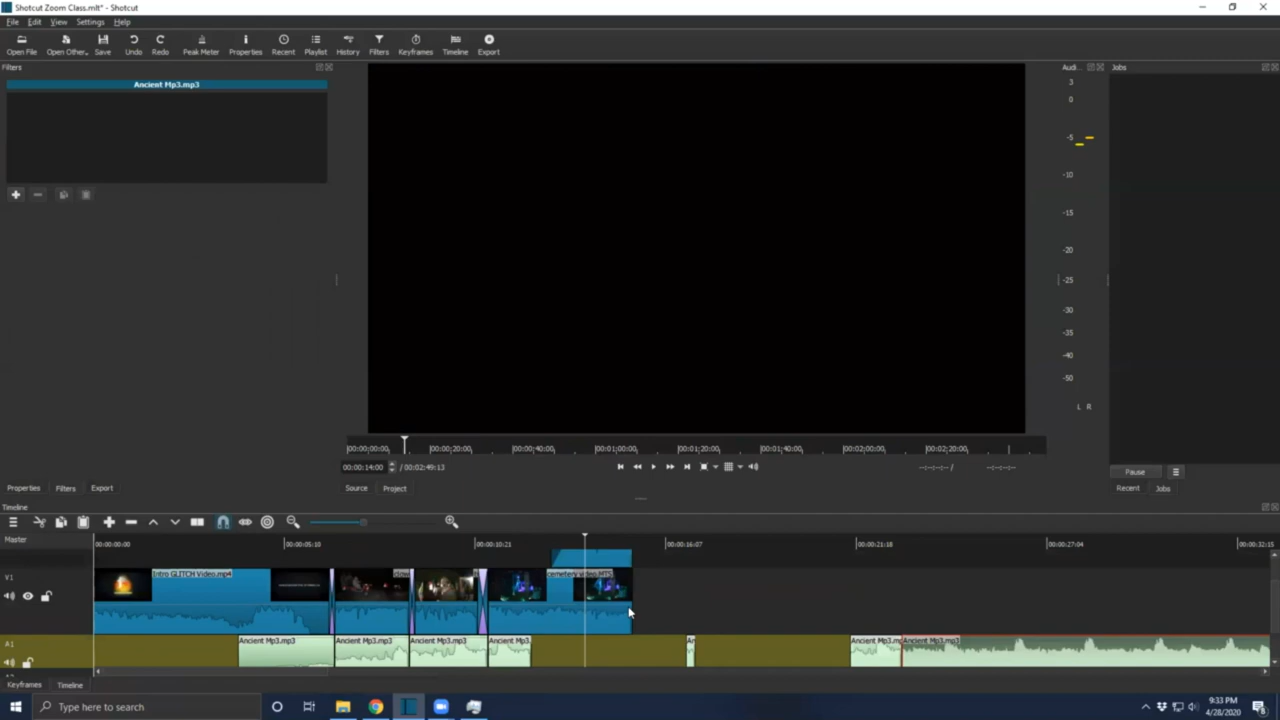 Shotcut Zoom Class.mlt* - Shotcut
File Edit View Settings Help
Open File Open Other.. Save Undo Redo Peak Meter Properties Recent Playlist History Filters Keyframes Timeline Export
Filters
Audi...
Jobs
Ancient Mp3.mp3
3
0
-5
-10
-15
-20
-25
-30
-35
-40
-50
L R
00:00:00:00 00:00:20:00 00:00:40:00 00:01:00:00 00:01:20:00 00:01:40:00 00:02:00:00 00:02:20:00
00:00:14:00 / 00:02:49:13
--:--:--:-- / --:--:--:--
Pause
Properties Filters Export
Source Project
Recent Jobs
Timeline
Master
00:00:00:00 00:00:05:10 00:00:10:21 00:00:16:07 00:00:21:18 00:00:27:04 00:00:32:15
V1
Intro GLITCH Video.mp4
cemetery video.MTS
A1
Ancient Mp3.mp3 Ancient Mp3.mp3 Ancient Mp3.mp3 Ancient Mp3. An Ancient Mp3.mp Ancient Mp3.mp3
Keyframes Timeline
Type here to search
9:33 PM
4/28/2020